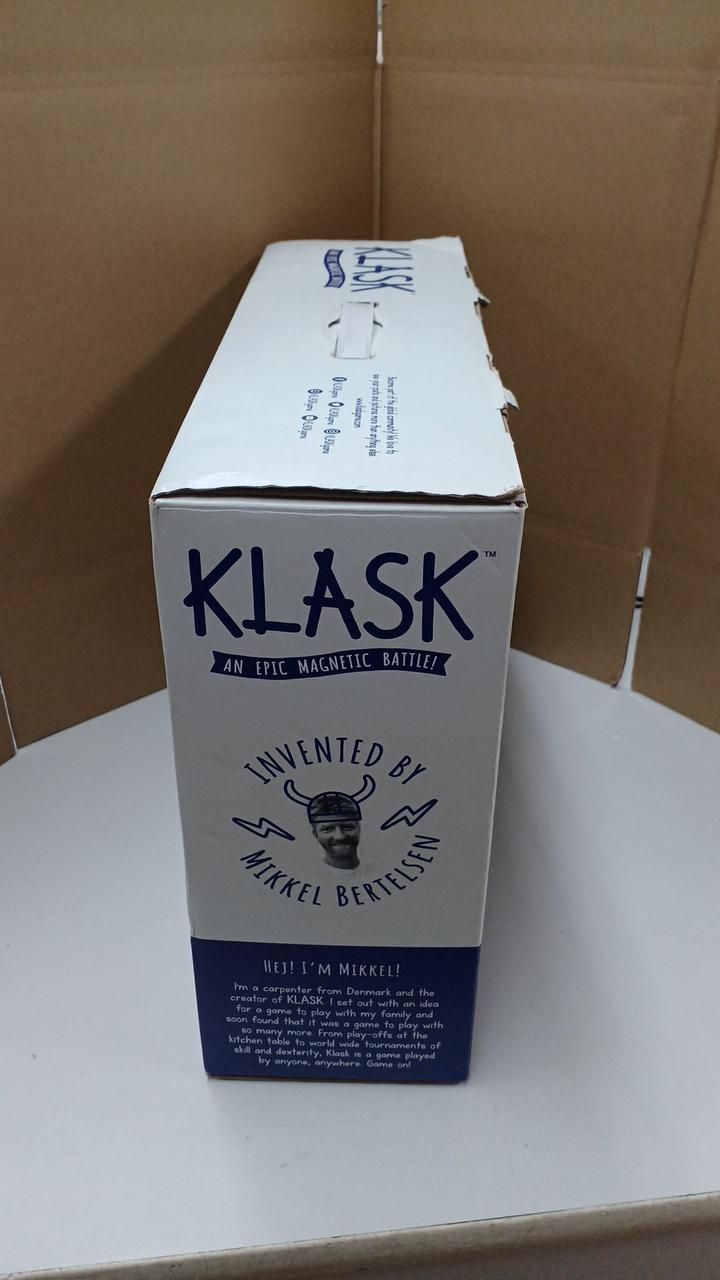 KLASK
KLASK™
AN EPIC MAGNETIC BATTLE!
INVENTED BY
MIKKEL BERTELSEN
HEJ! I'M MIKKEL!
I'm a carpenter from Denmark and the
creator of KLASK. I set out with an idea
for a game to play with my family and
soon found that it was a game to play with
so many more. From play-offs at the
kitchen table to world wide tournaments of
skill and dexterity, Klask is a game played
by anyone, anywhere. Game on!